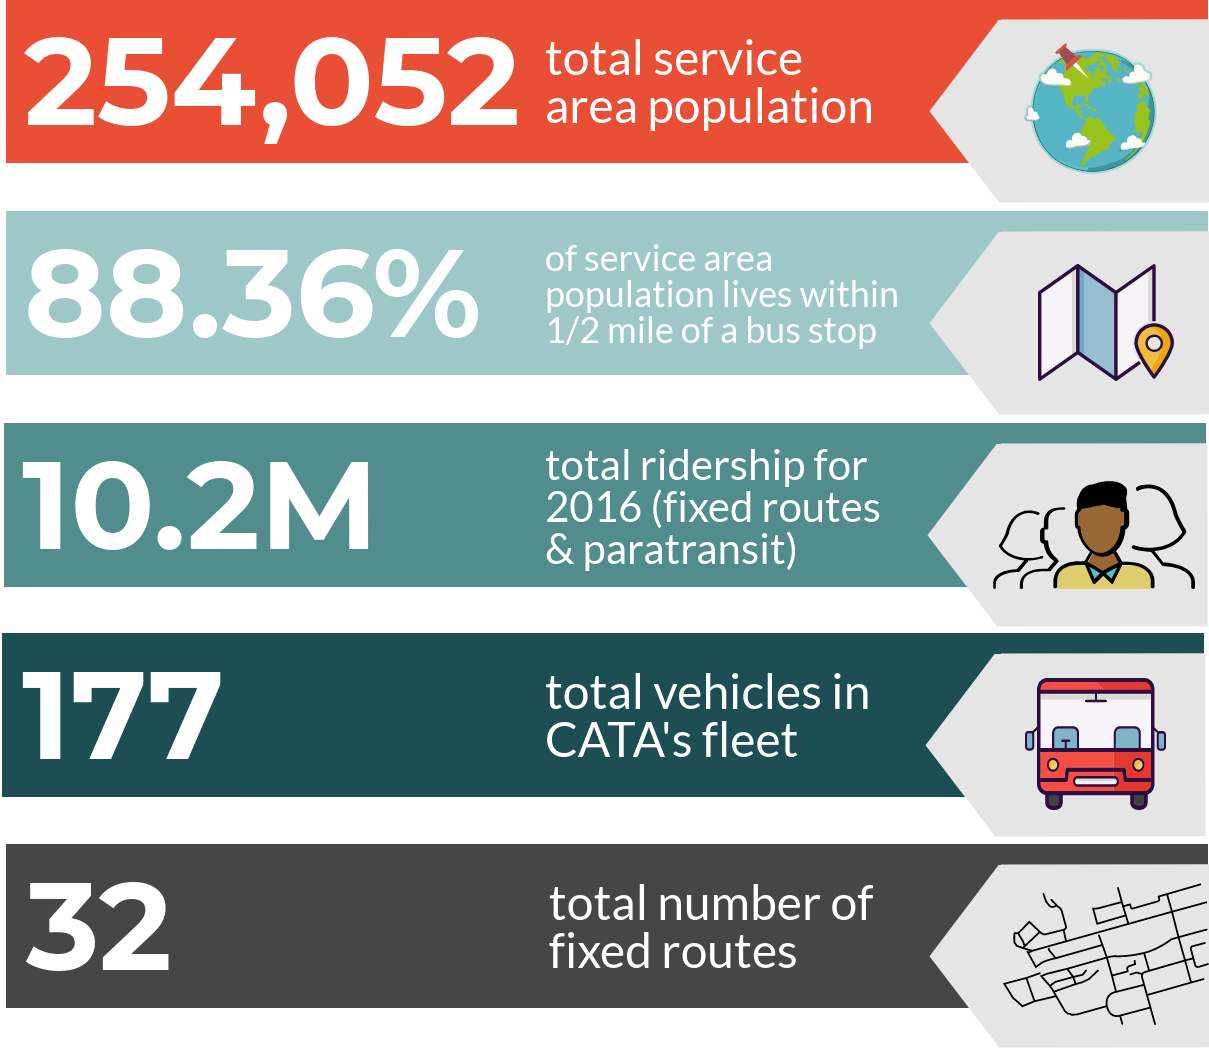 254,052
total service
area population
88.36%
of service area
population lives within
1/2 mile of a bus stop
10.2M
total ridership for
2016 (fixed routes
& paratransit)
177
total vehicles in
CATA's fleet
32
total number of
fixed routes